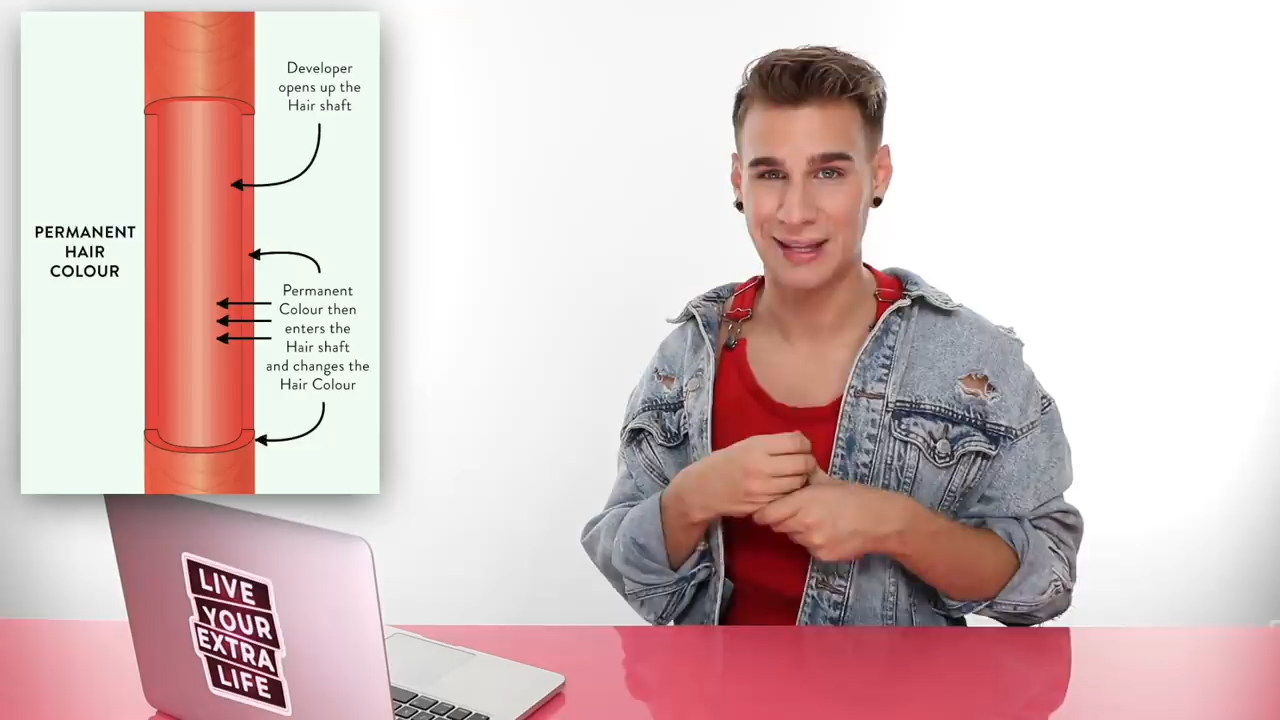 Developer
opens up the
Hair shaft
PERMANENT
HAIR
COLOUR
Permanent
Colour then
enters the
Hair shaft
and changes the
Hair Colour
LIVE
YOUR
EXTRA
LIFE